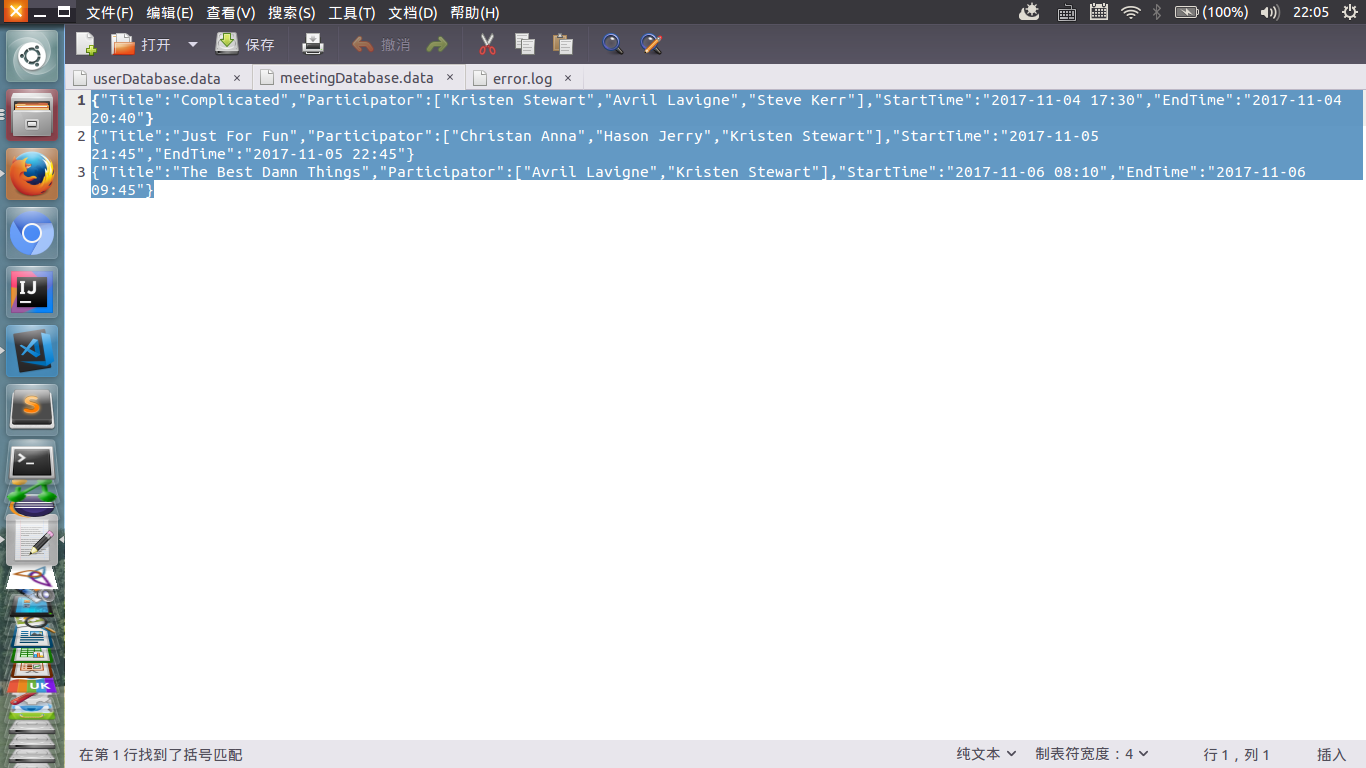 文件(F) 编辑(E) 查看(V) 搜索(S) 工具(T) 文档(D) 帮助(H) (100%) 22:05
打开 保存 撤消
userDatabase.data × meetingDatabase.data × error.log ×
1 {"Title":"Complicated","Participator":["Kristen Stewart","Avril Lavigne","Steve Kerr"],"StartTime":"2017-11-04 17:30","EndTime":"2017-11-04
20:40"}
2 {"Title":"Just For Fun","Participator":["Christan Anna","Hason Jerry","Kristen Stewart"],"StartTime":"2017-11-05
21:45","EndTime":"2017-11-05 22:45"}
3 {"Title":"The Best Damn Things","Participator":["Avril Lavigne","Kristen Stewart"],"StartTime":"2017-11-06 08:10","EndTime":"2017-11-06
09:45"}
IJ
S
>_
UK
在第 1 行找到了括号匹配 纯文本 制表符宽度：4 行 1，列 1 插入